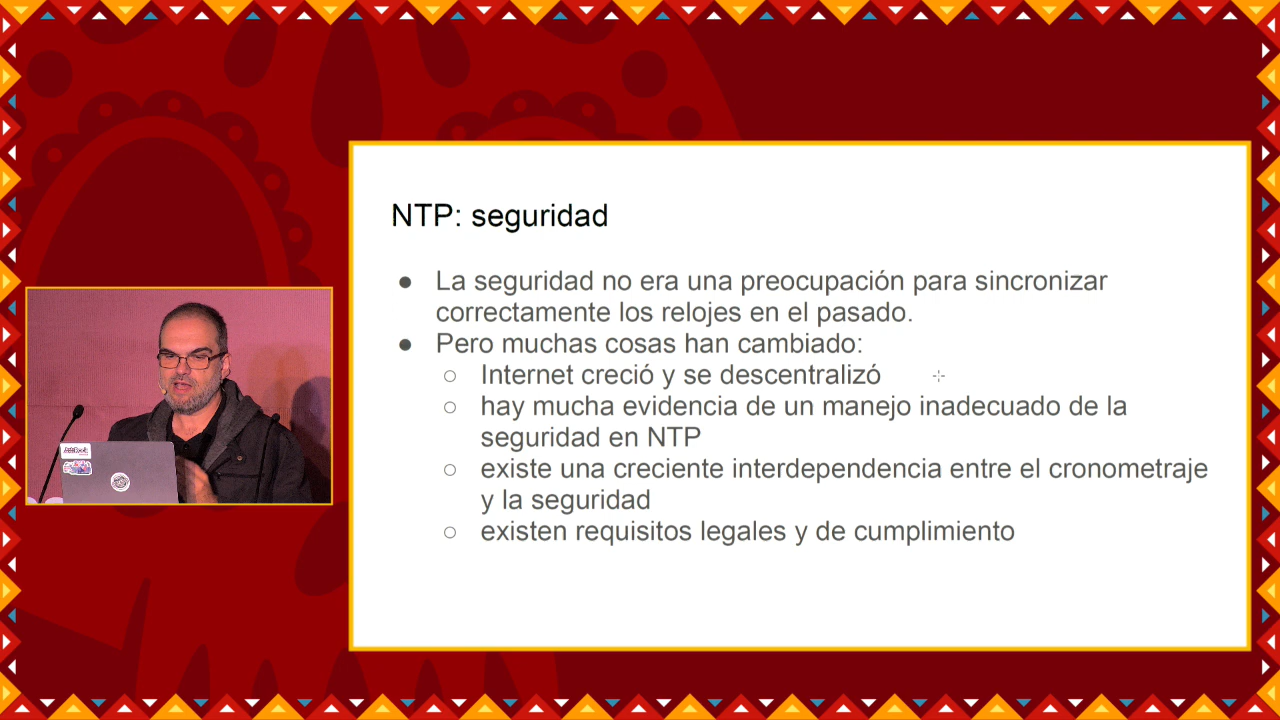 NTP: seguridad
● La seguridad no era una preocupación para sincronizar
correctamente los relojes en el pasado.
● Pero muchas cosas han cambiado:
○ Internet creció y se descentralizó
○ hay mucha evidencia de un manejo inadecuado de la
seguridad en NTP
○ existe una creciente interdependencia entre el cronometraje
y la seguridad
○ existen requisitos legales y de cumplimiento